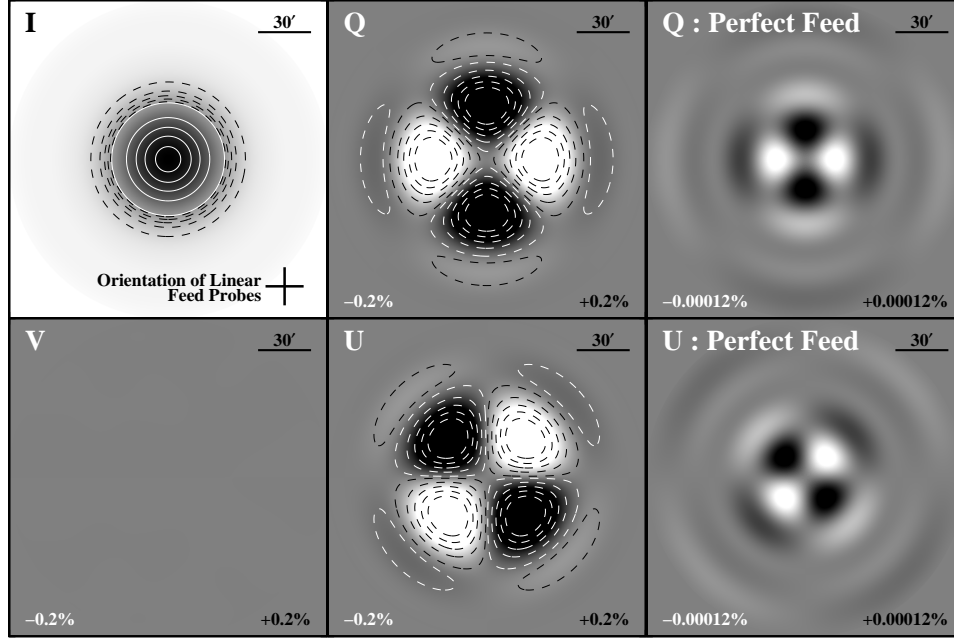 I 30′
Orientation of Linear
Feed Probes
Q 30′
−0.2% +0.2%
Q : Perfect Feed 30′
−0.00012% +0.00012%
V 30′
−0.2% +0.2%
U 30′
−0.2% +0.2%
U : Perfect Feed 30′
−0.00012% +0.00012%